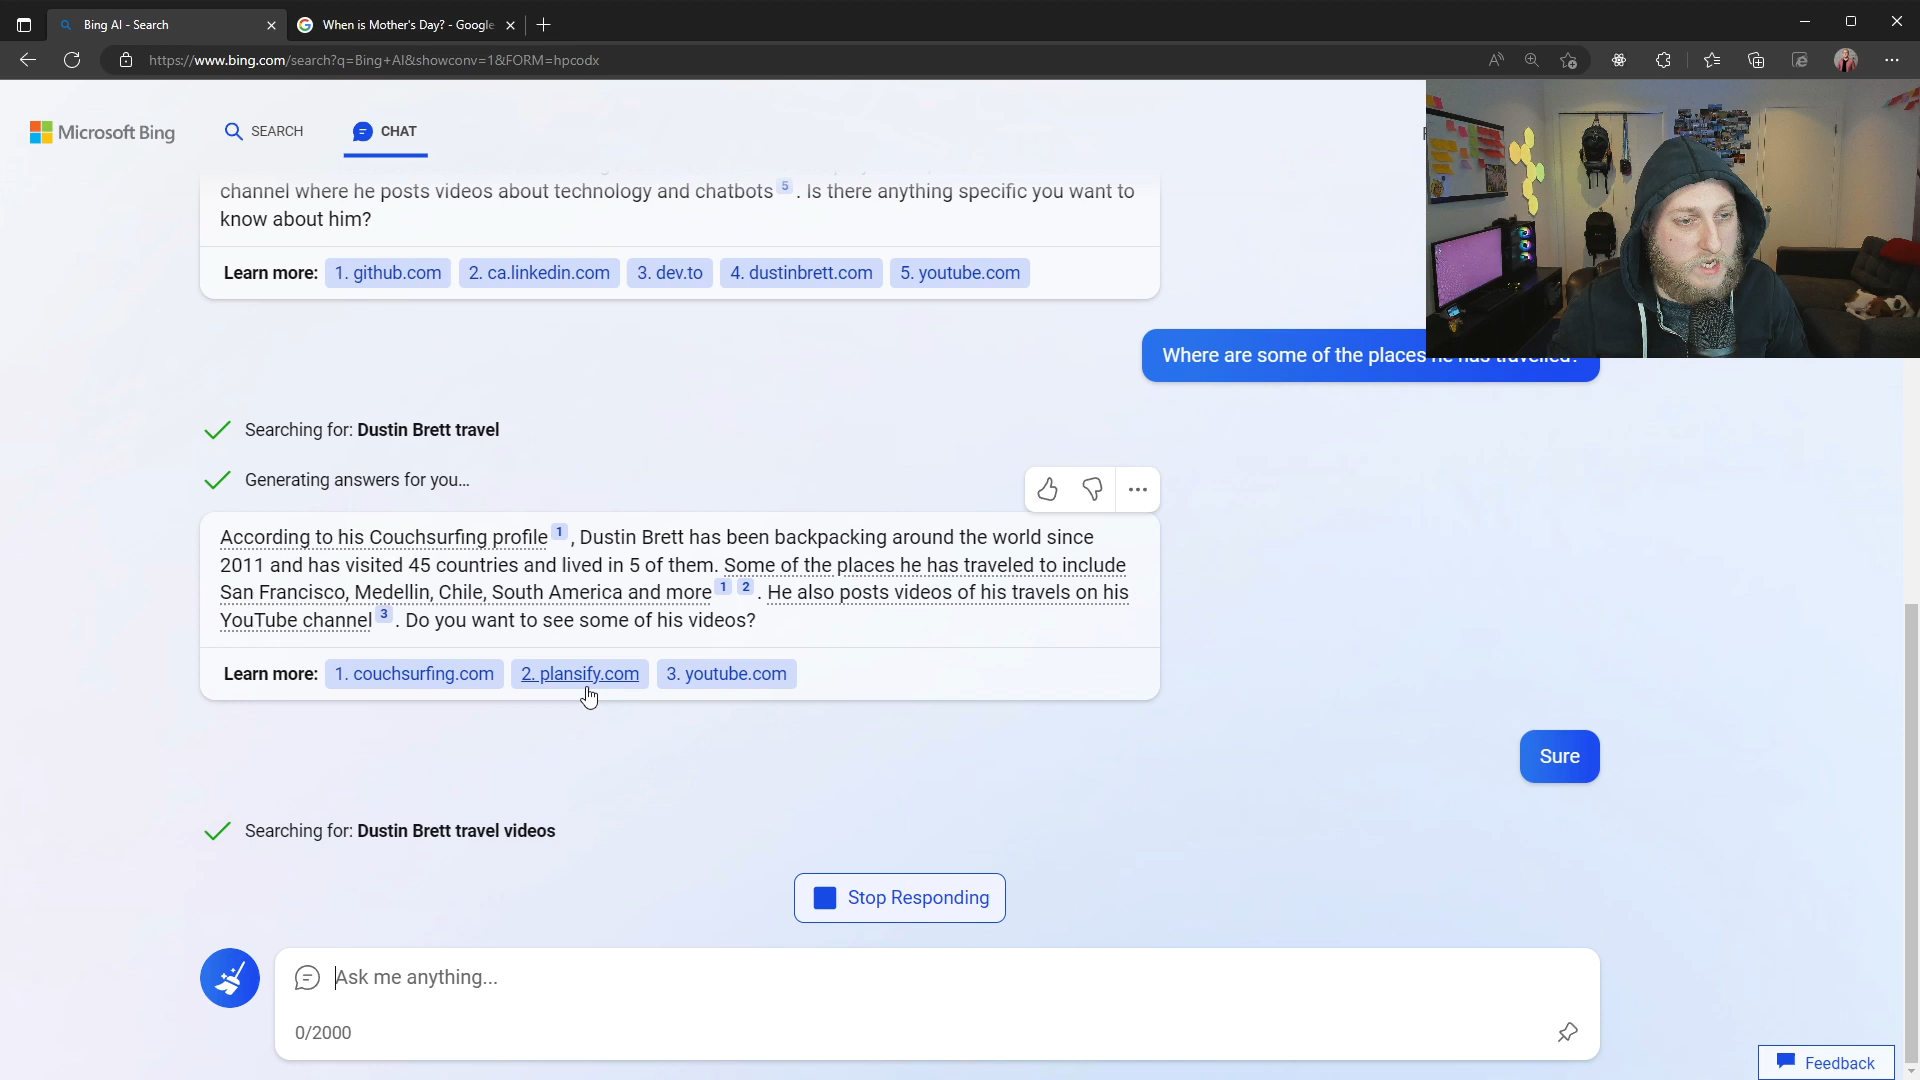 Bing AI - Search
When is Mother's Day? - Google
https://www.bing.com/search?q=Bing+AI&showconv=1&FORM=hpcodx
Microsoft Bing
SEARCH
CHAT
channel where he posts videos about technology and chatbots 5 . Is there anything specific you want to
know about him?
Learn more: 1. github.com 2. ca.linkedin.com 3. dev.to 4. dustinbrett.com 5. youtube.com
Where are some of the places he has travelled?
Searching for: Dustin Brett travel
Generating answers for you...
According to his Couchsurfing profile 1 , Dustin Brett has been backpacking around the world since
2011 and has visited 45 countries and lived in 5 of them. Some of the places he has traveled to include
San Francisco, Medellin, Chile, South America and more 1 2 . He also posts videos of his travels on his
YouTube channel 3 . Do you want to see some of his videos?
Learn more: 1. couchsurfing.com 2. plansify.com 3. youtube.com
Sure
Searching for: Dustin Brett travel videos
Stop Responding
Ask me anything...
0/2000
Feedback